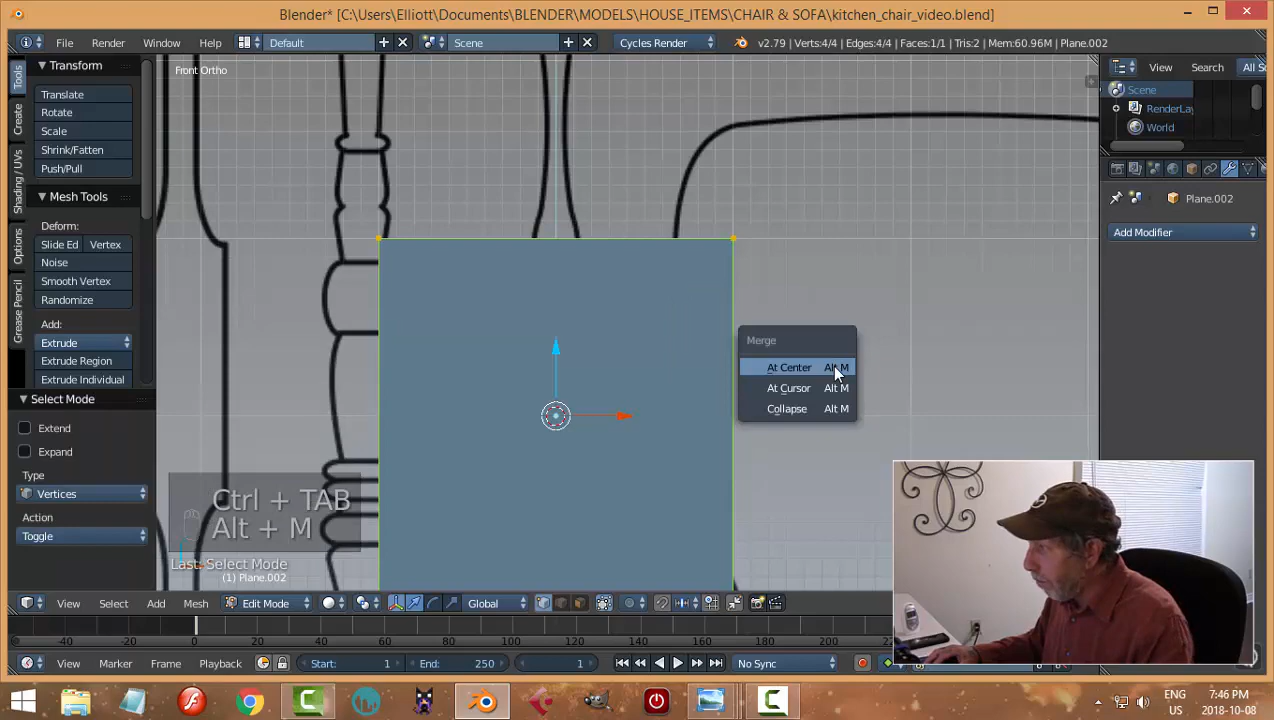 Blender* [C:\Users\Elliott\Documents\BLENDER\MODELS\HOUSE_ITEMS\CHAIR & SOFA\kitchen_chair_video.blend]
File Render Window Help Default Scene Cycles Render v2.79 | Verts:4/4 | Edges:4/4 | Faces:1/1 | Tris:2 | Mem:60.96M | Plane.002
Tools
Create
Shading / UVs
Options
Grease Pencil
Transform
Translate
Rotate
Scale
Shrink/Fatten
Push/Pull
Mesh Tools
Deform:
Slide Ed Vertex
Noise
Smooth Vertex
Randomize
Add:
Extrude
Extrude Region
Extrude Individual
Select Mode
Extend
Expand
Type
Vertices
Action
Toggle
Front Ortho
Merge
At Center Alt M
At Cursor Alt M
Collapse Alt M
Ctrl + TAB
Alt + M
Last: Select Mode
(1) Plane.002
View Search All Sc
Scene
RenderLay
World
Plane.002
Add Modifier
View Select Add Mesh Edit Mode Global
-40 -20 0 20 40 60 80 100 120 140 160 180 200
View Marker Frame Playback Start: 1 End: 250 1 No Sync
ENG 7:46 PM
US 2018-10-08